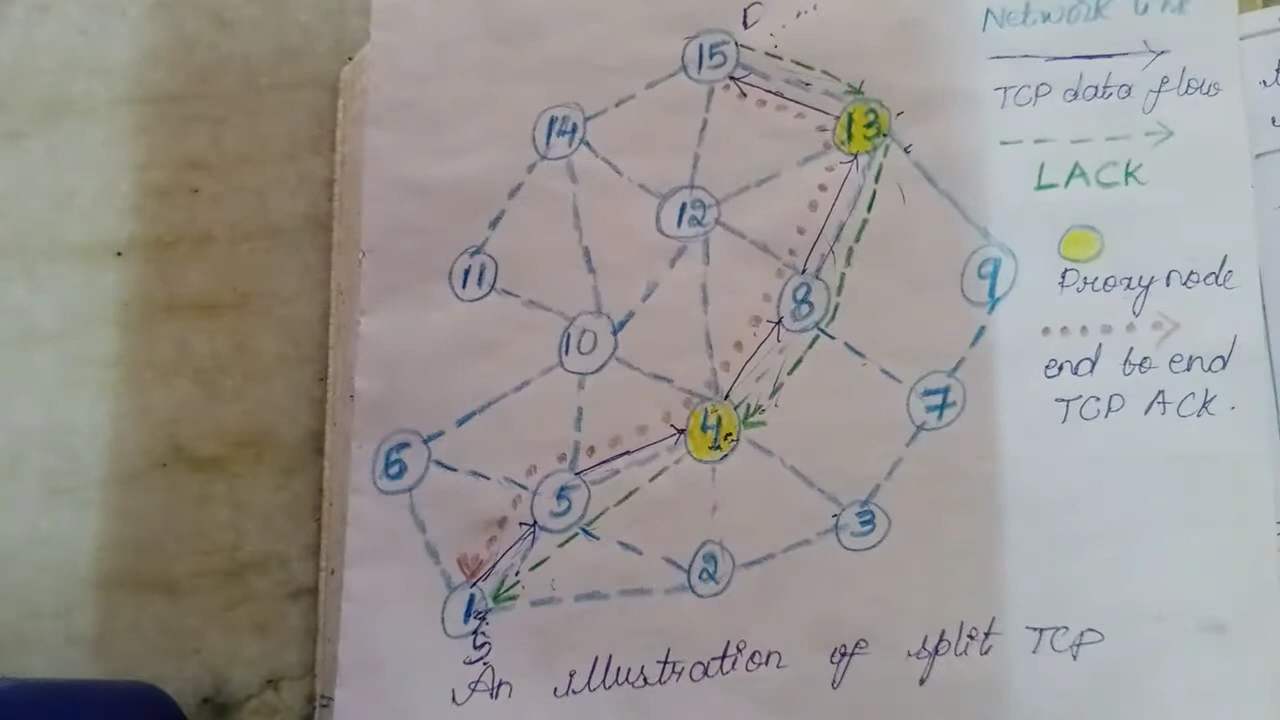 D
15
14
13
12
11
9
8
10
7
4
6
5
3
2
1
S
Network
TCP data flow
LACK
Proxy node
end to end
TCP ACK.
An illustration of split TCP